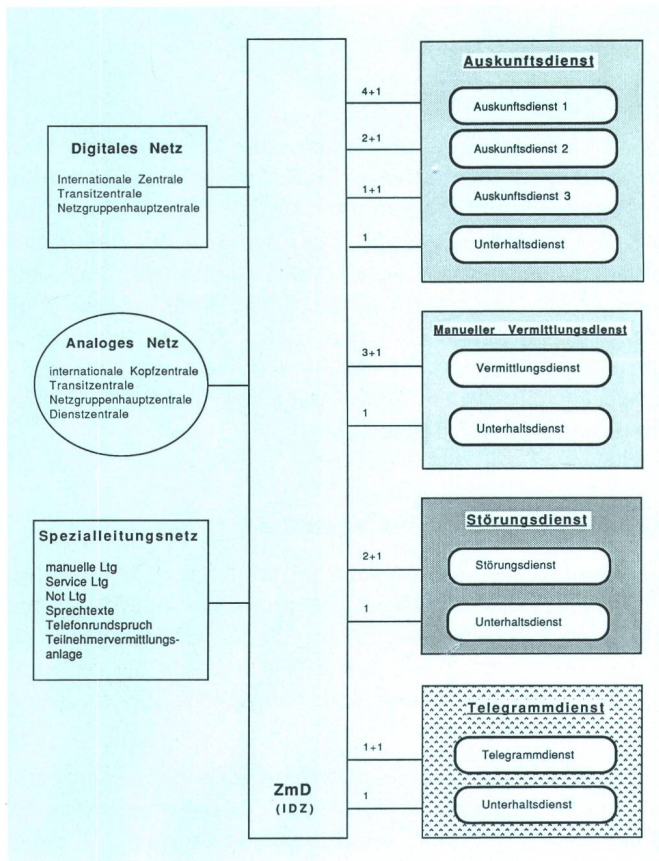 Digitales Netz
Internationale Zentrale
Transitzentrale
Netzgruppenhauptzentrale
Analoges Netz
internationale Kopfzentrale
Transitzentrale
Netzgruppenhauptzentrale
Dienstzentrale
Spezialleitungsnetz
manuelle Ltg
Service Ltg
Not Ltg
Sprechtexte
Telefonrundspruch
Teilnehmervermittlungs-
anlage
ZmD
(IDZ)
Auskunftsdienst
4+1
Auskunftsdienst 1
2+1
Auskunftsdienst 2
1+1
Auskunftsdienst 3
1
Unterhaltsdienst
Manueller Vermittlungsdienst
3+1
Vermittlungsdienst
1
Unterhaltsdienst
Störungsdienst
2+1
Störungsdienst
1
Unterhaltsdienst
Telegrammdienst
1+1
Telegrammdienst
1
Unterhaltsdienst